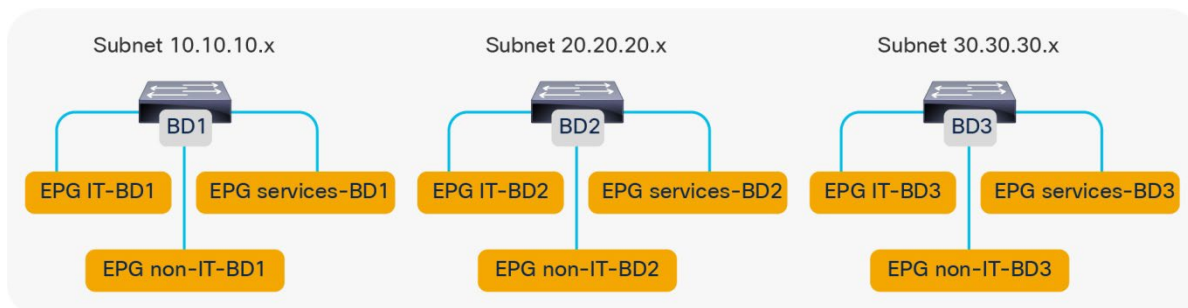 Subnet 10.10.10.x
Subnet 20.20.20.x
Subnet 30.30.30.x
BD1
BD2
BD3
EPG IT-BD1
EPG services-BD1
EPG IT-BD2
EPG services-BD2
EPG IT-BD3
EPG services-BD3
EPG non-IT-BD1
EPG non-IT-BD2
EPG non-IT-BD3